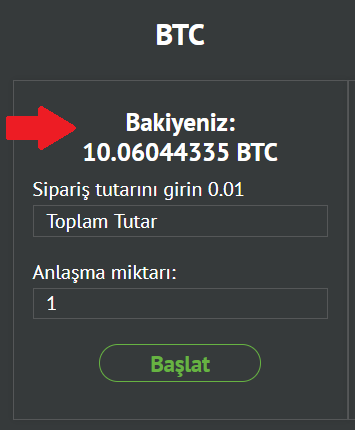 BTC
Bakiyeniz:
10.06044335 BTC
Sipariş tutarını girin 0.01
Toplam Tutar
Anlaşma miktarı:
1
Başlat